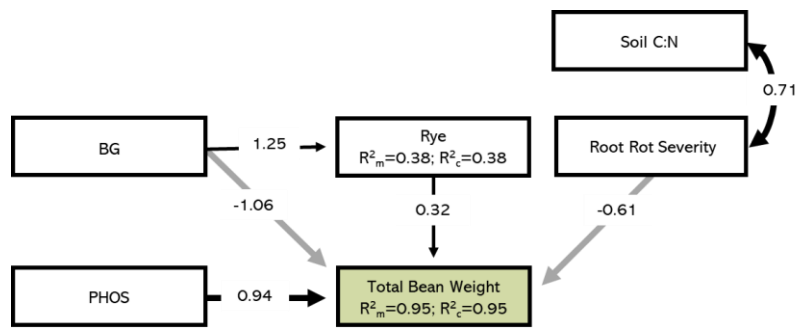 Soil C:N
0.71
BG
1.25
Rye
R²m=0.38; R²c=0.38
Root Rot Severity
-1.06
0.32
-0.61
PHOS
0.94
Total Bean Weight
R²m=0.95; R²c=0.95